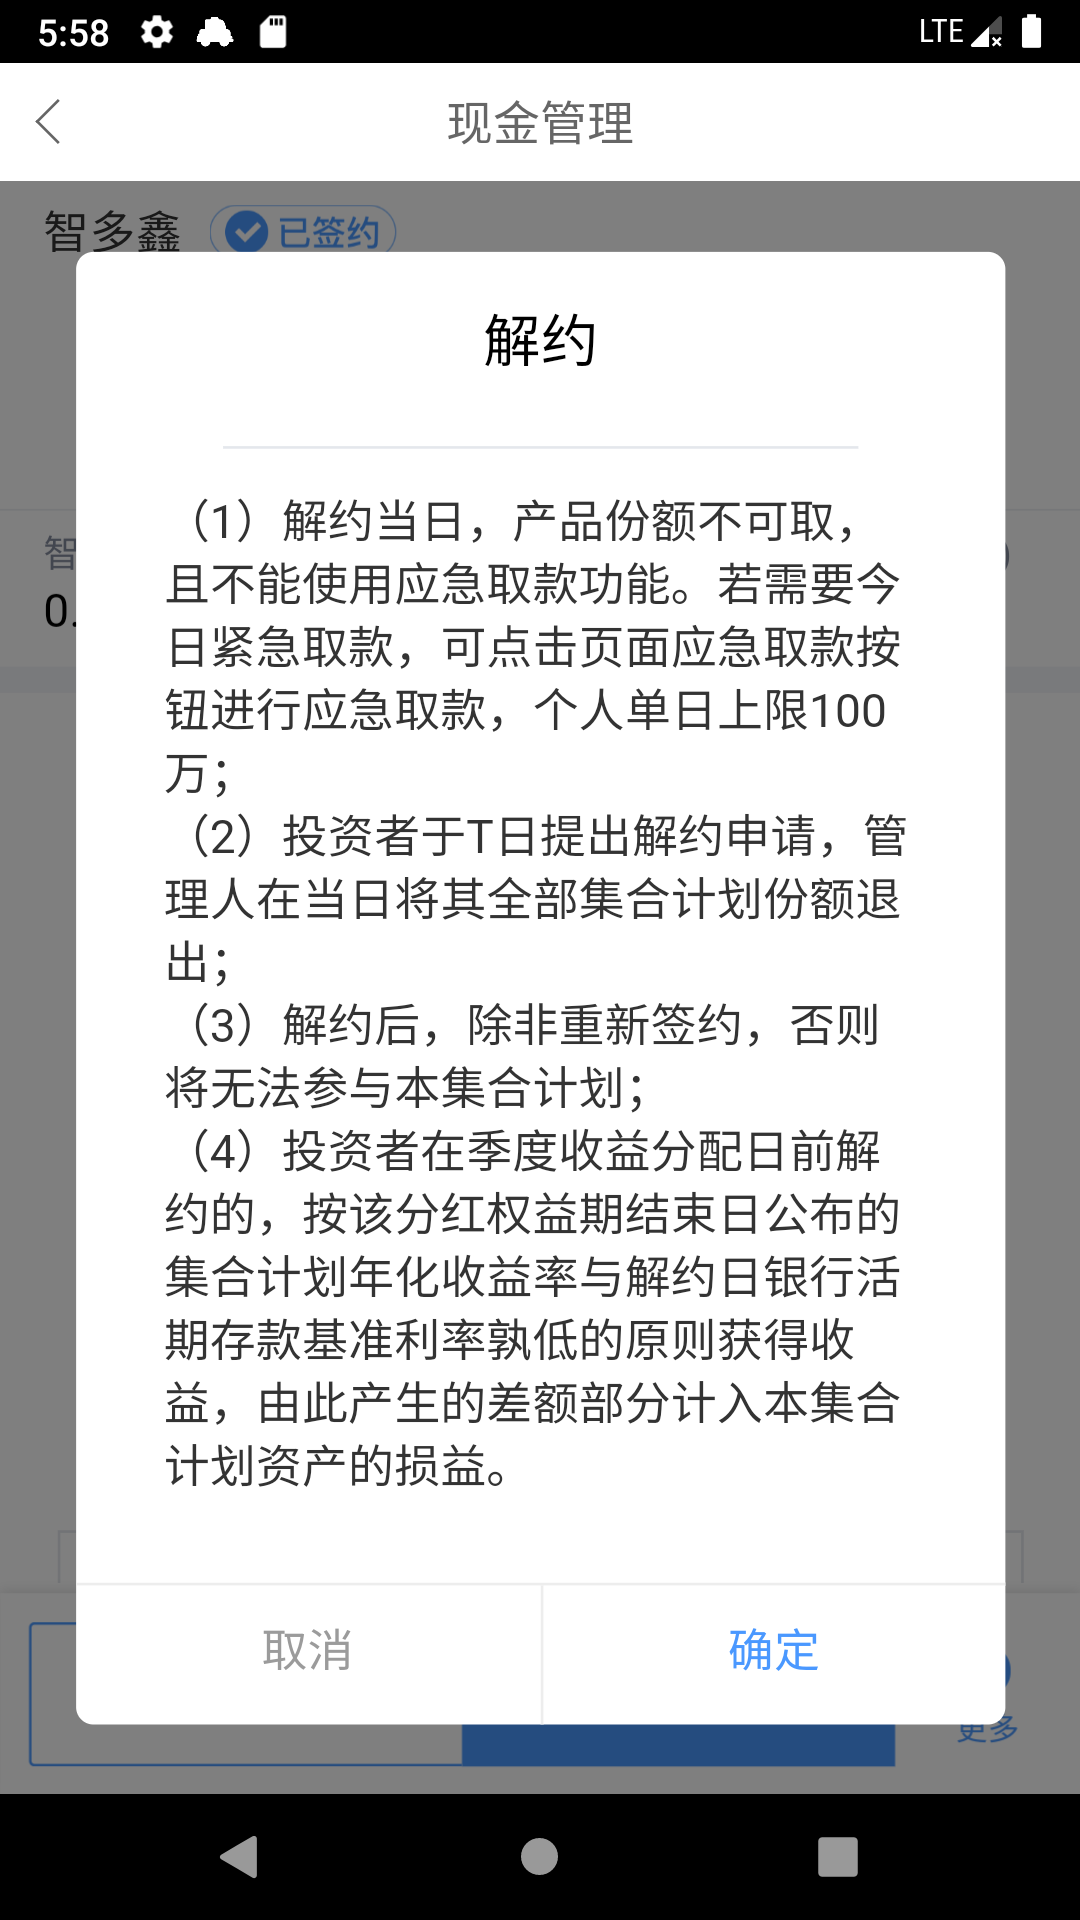 5:58
LTE
现金管理
智多鑫 已签约
解约
智
0.
（1）解约当日，产品份额不可取，
且不能使用应急取款功能。若需要今
日紧急取款，可点击页面应急取款按
钮进行应急取款，个人单日上限100
万；
（2）投资者于T日提出解约申请，管
理人在当日将其全部集合计划份额退
出；
（3）解约后，除非重新签约，否则
将无法参与本集合计划；
（4）投资者在季度收益分配日前解
约的，按该分红权益期结束日公布的
集合计划年化收益率与解约日银行活
期存款基准利率孰低的原则获得收
益，由此产生的差额部分计入本集合
计划资产的损益。
取消
确定
更多